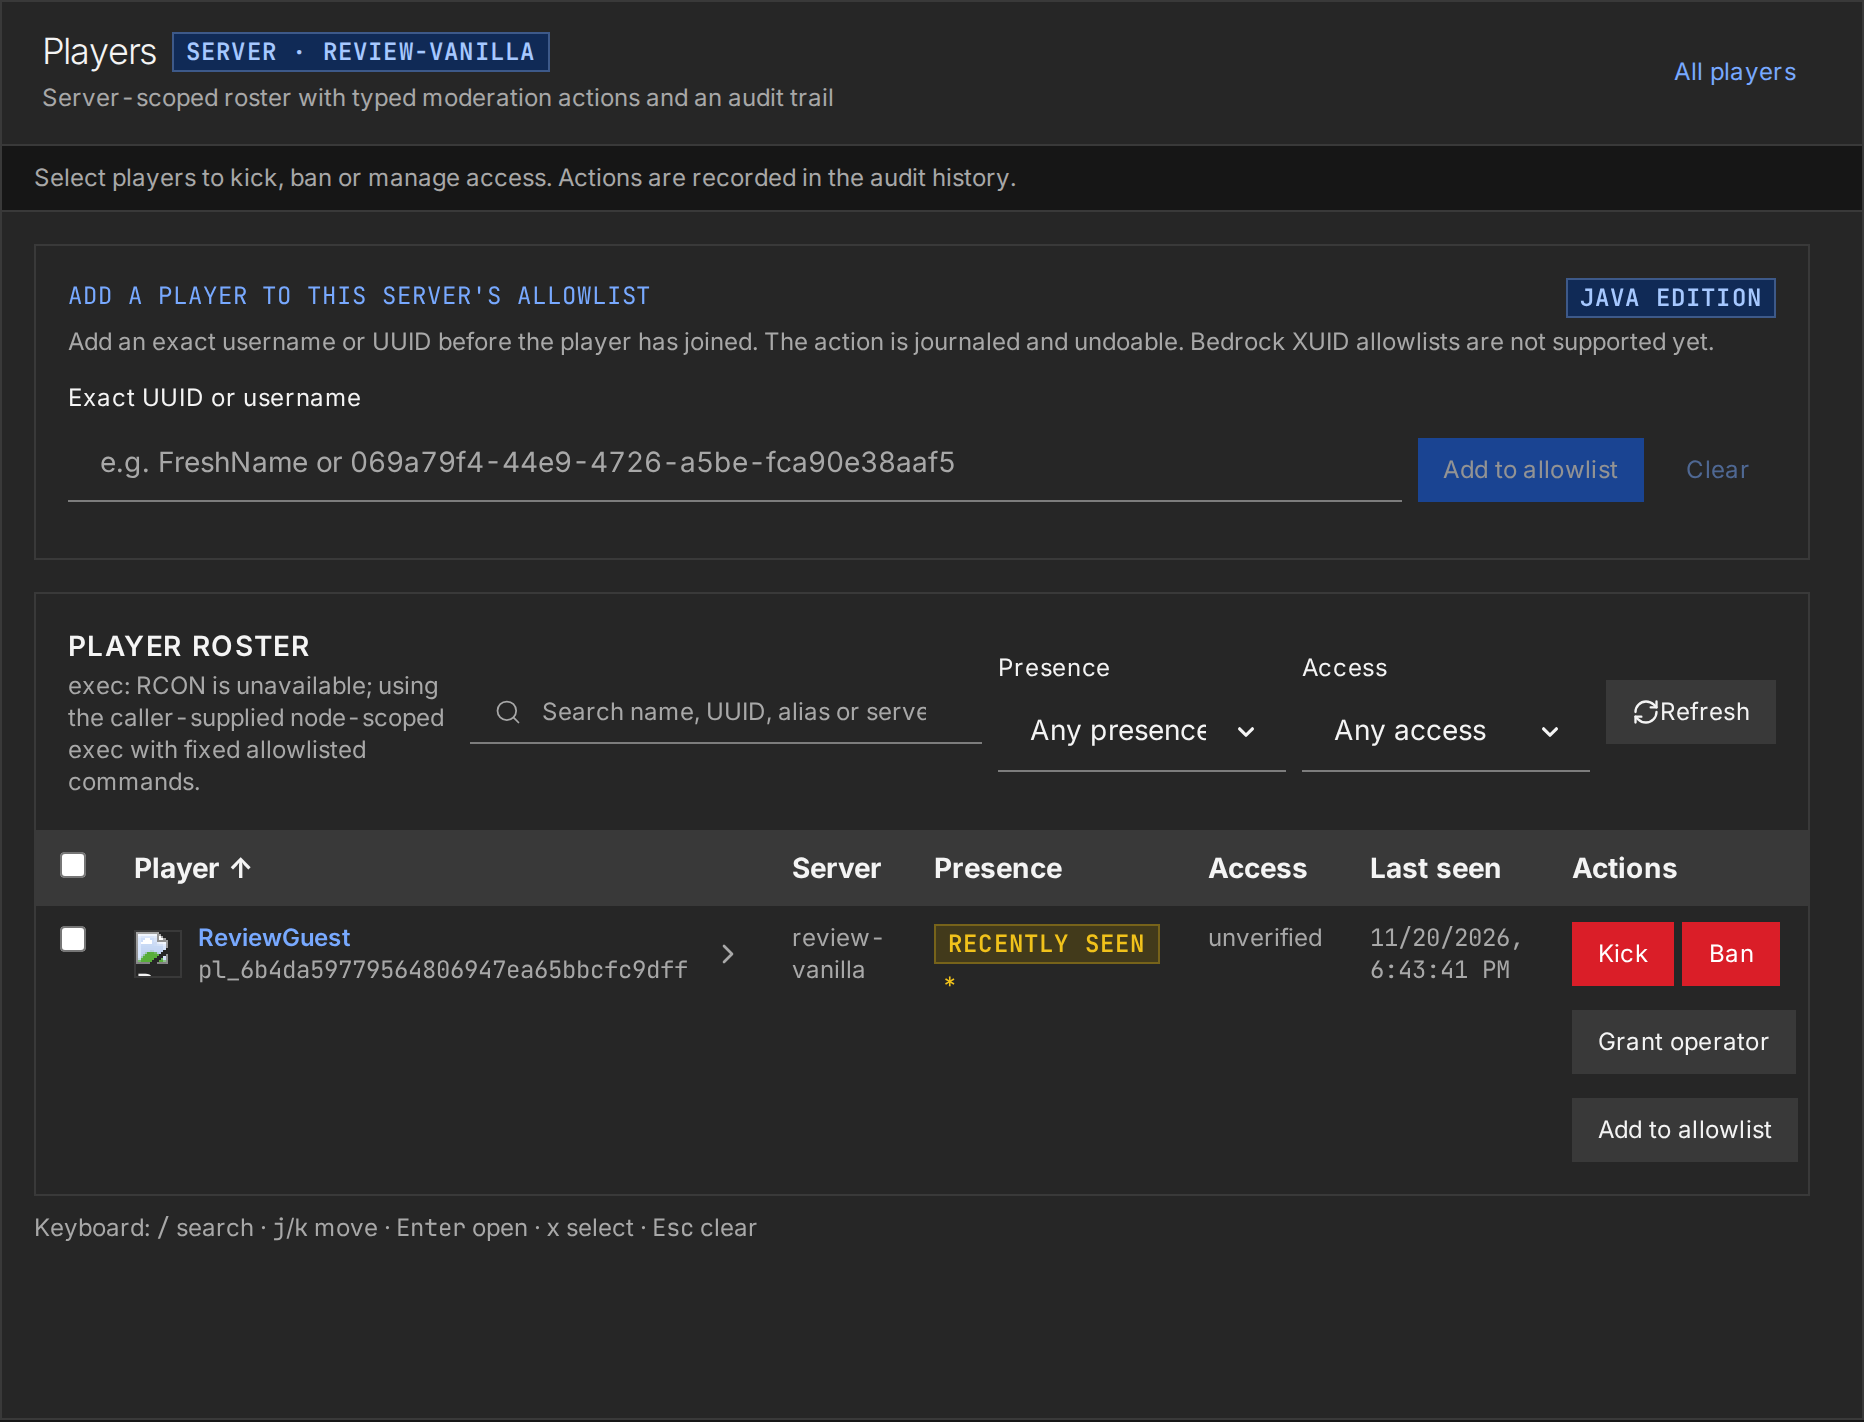 Players
SERVER · REVIEW-VANILLA
All players
Server-scoped roster with typed moderation actions and an audit trail
Select players to kick, ban or manage access. Actions are recorded in the audit history.
ADD A PLAYER TO THIS SERVER'S ALLOWLIST
JAVA EDITION
Add an exact username or UUID before the player has joined. The action is journaled and undoable. Bedrock XUID allowlists are not supported yet.
Exact UUID or username
e.g. FreshName or 069a79f4-44e9-4726-a5be-fca90e38aaf5
Add to allowlist
Clear
PLAYER ROSTER
exec: RCON is unavailable; using
the caller-supplied node-scoped
exec with fixed allowlisted
commands.
Search name, UUID, alias or serve
Presence
Any presence
Access
Any access
Refresh
Player ↑
Server
Presence
Access
Last seen
Actions
ReviewGuest
pl_6b4da59779564806947ea65bbcfc9dff
review-
vanilla
RECENTLY SEEN
*
unverified
11/20/2026,
6:43:41 PM
Kick
Ban
Grant operator
Add to allowlist
Keyboard: / search · j/k move · Enter open · x select · Esc clear